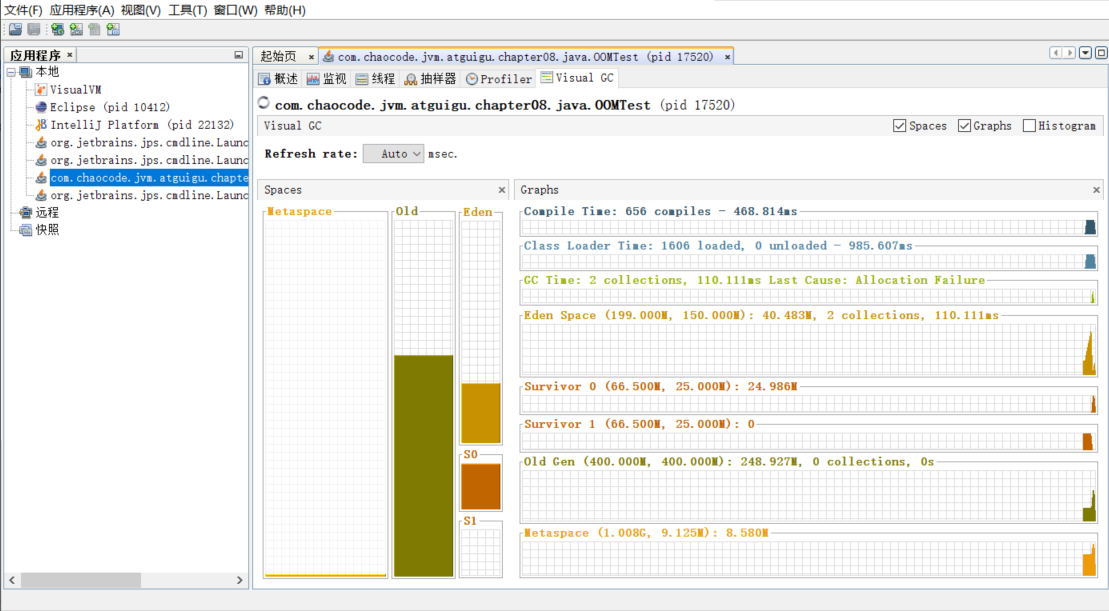 文件(F) 应用程序(A) 视图(V) 工具(T) 窗口(W) 帮助(H)
应用程序 ×
本地
VisualVM
Eclipse (pid 10412)
IntelliJ Platform (pid 22132)
org.jetbrains.jps.cmdline.Launc
org.jetbrains.jps.cmdline.Launc
com.chaocode.jvm.atguigu.chapte
org.jetbrains.jps.cmdline.Launc
远程
快照
起始页 × com.chaocode.jvm.atguigu.chapter08.java.OOMTest (pid 17520) ×
概述 监视 线程 抽样器 Profiler Visual GC
com.chaocode.jvm.atguigu.chapter08.java.OOMTest (pid 17520)
Visual GC Spaces Graphs Histogram
Refresh rate: Auto msec.
Spaces ×
Metaspace Old Eden
S0
S1
Graphs ×
Compile Time: 656 compiles - 468.814ms
Class Loader Time: 1606 loaded, 0 unloaded - 985.607ms
GC Time: 2 collections, 110.111ms Last Cause: Allocation Failure
Eden Space (199.000M, 150.000M): 40.483M, 2 collections, 110.111ms
Survivor 0 (66.500M, 25.000M): 24.986M
Survivor 1 (66.500M, 25.000M): 0
Old Gen (400.000M, 400.000M): 248.927M, 0 collections, 0s
Metaspace (1.008G, 9.125M): 8.580M